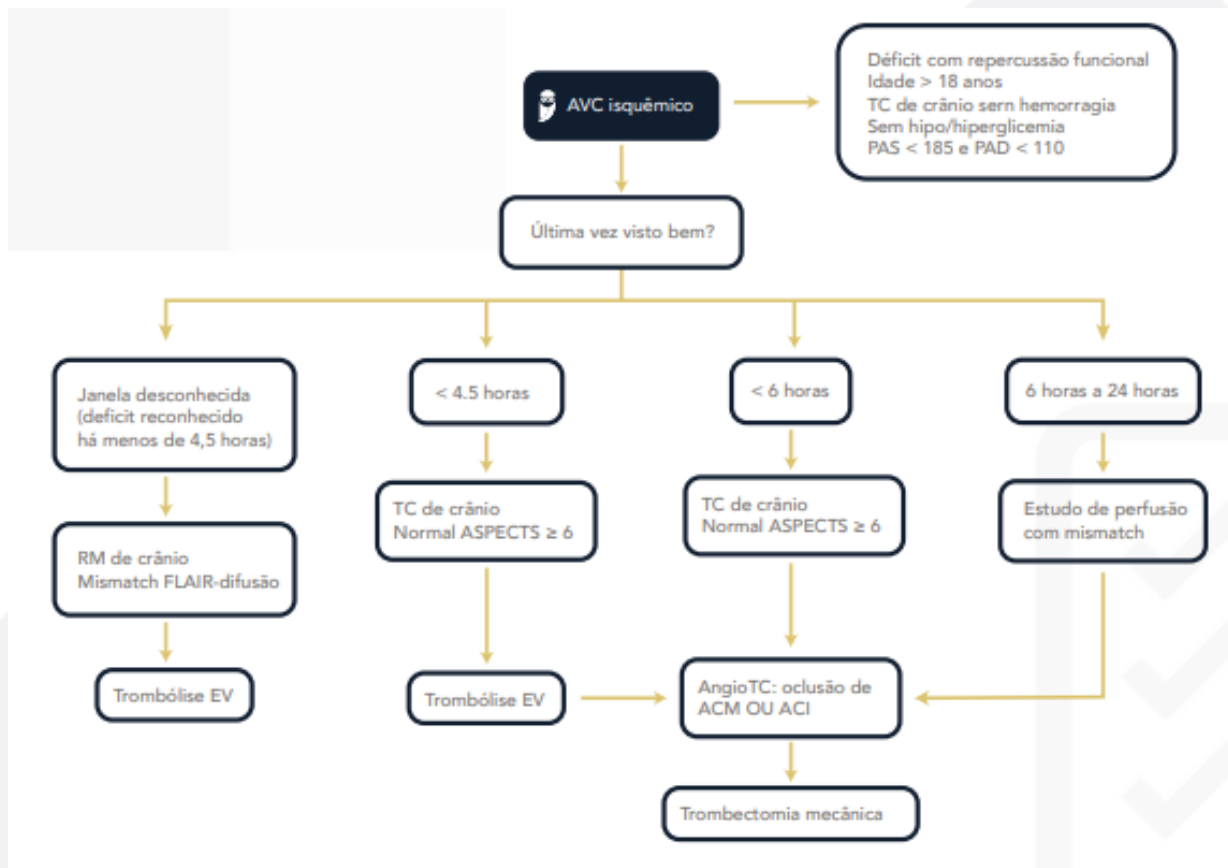 AVC isquêmico
Déficit com repercussão funcional
Idade > 18 anos
TC de crânio sern hemorragia
Sem hipo/hiperglicemia
PAS < 185 e PAD < 110
Última vez visto bem?
Janela desconhecida
(deficit reconhecido
há menos de 4,5 horas)
< 4.5 horas
< 6 horas
6 horas a 24 horas
RM de crânio
Mismatch FLAIR-difusão
TC de crânio
Normal ASPECTS ≥ 6
TC de crânio
Normal ASPECTS ≥ 6
Estudo de perfusão
com mismatch
Trombólise EV
Trombólise EV
AngioTC: oclusão de
ACM OU ACI
Trombectomia mecânica